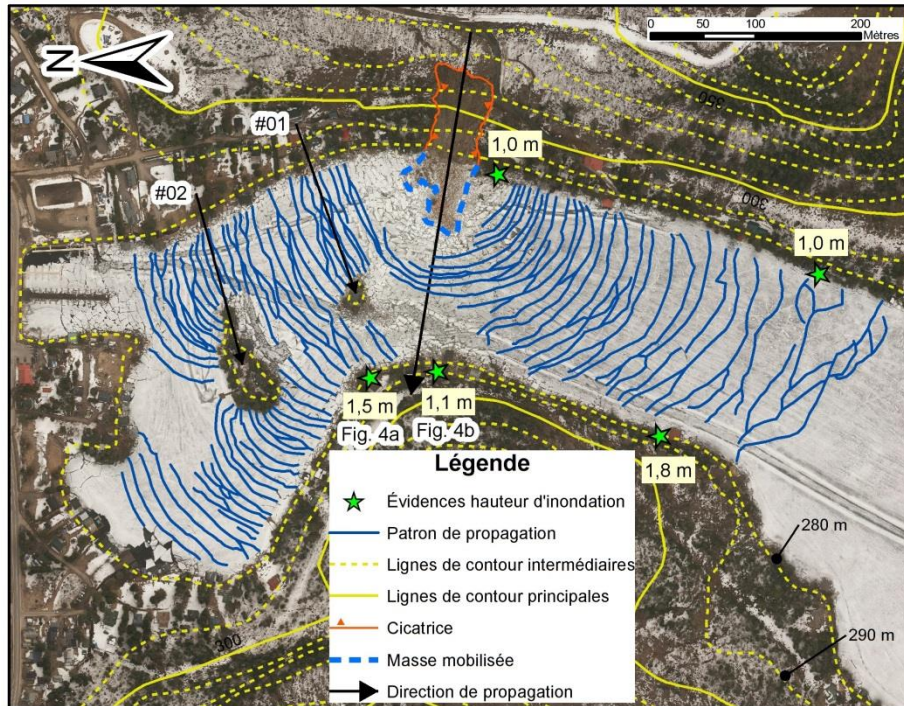 0 50 100 200
Mètres
N
350
#01
#02
1,0 m
300
1,0 m
1,5 m
Fig. 4a
1,1 m
Fig. 4b
1,8 m
280 m
290 m
300
Légende
Évidences hauteur d'inondation
Patron de propagation
Lignes de contour intermédiaires
Lignes de contour principales
Cicatrice
Masse mobilisée
Direction de propagation